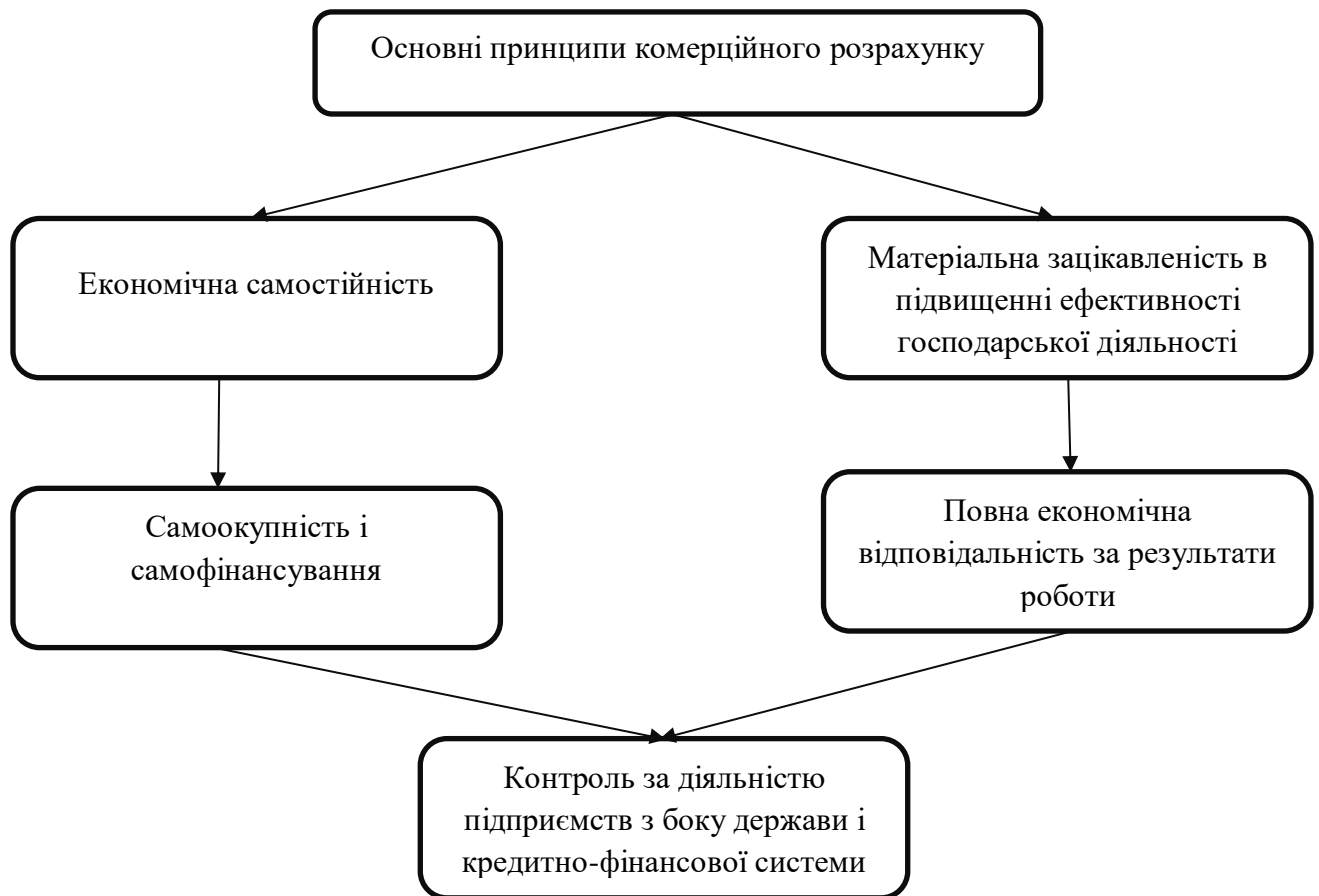 Основні принципи комерційного розрахунку
Економічна самостійність
Матеріальна зацікавленість в
підвищенні ефективності
господарської діяльності
Самоокупність і
самофінансування
Повна економічна
відповідальність за результати
роботи
Контроль за діяльністю
підприємств з боку держави і
кредитно-фінансової системи